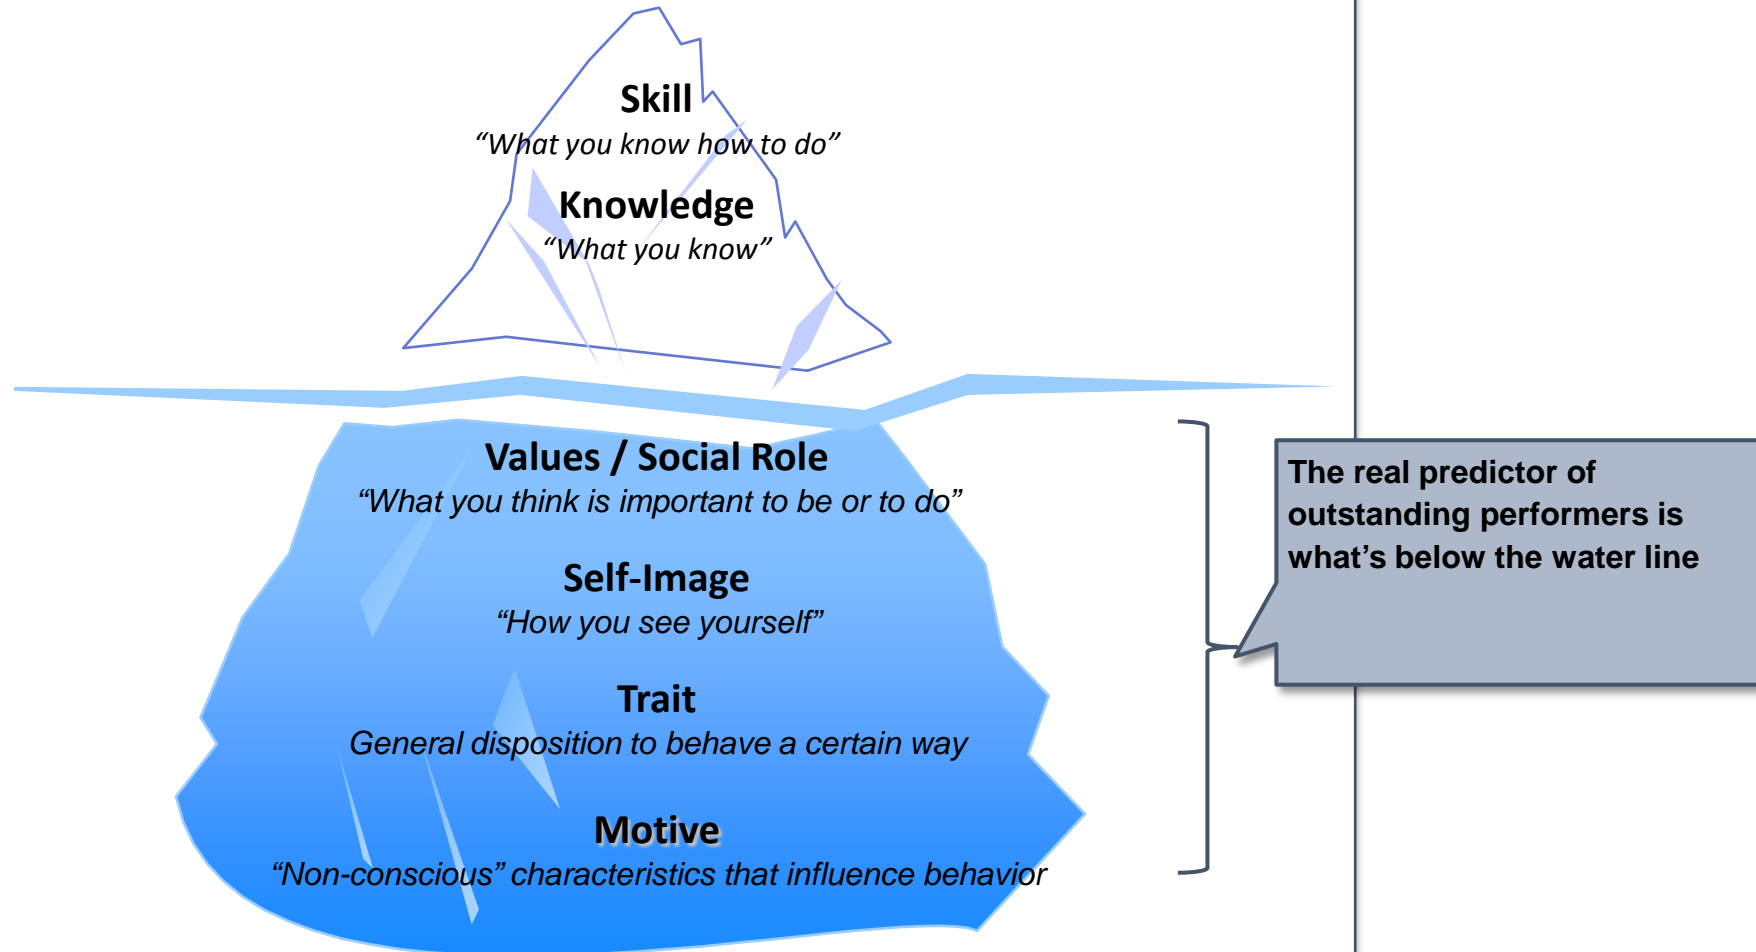 Skill
“What you know how to do”
Knowledge
“What you know”
Values / Social Role
“What you think is important to be or to do”
Self-Image
“How you see yourself”
Trait
General disposition to behave a certain way
Motive
“Non-conscious” characteristics that influence behavior
The real predictor of
outstanding performers is
what’s below the water line